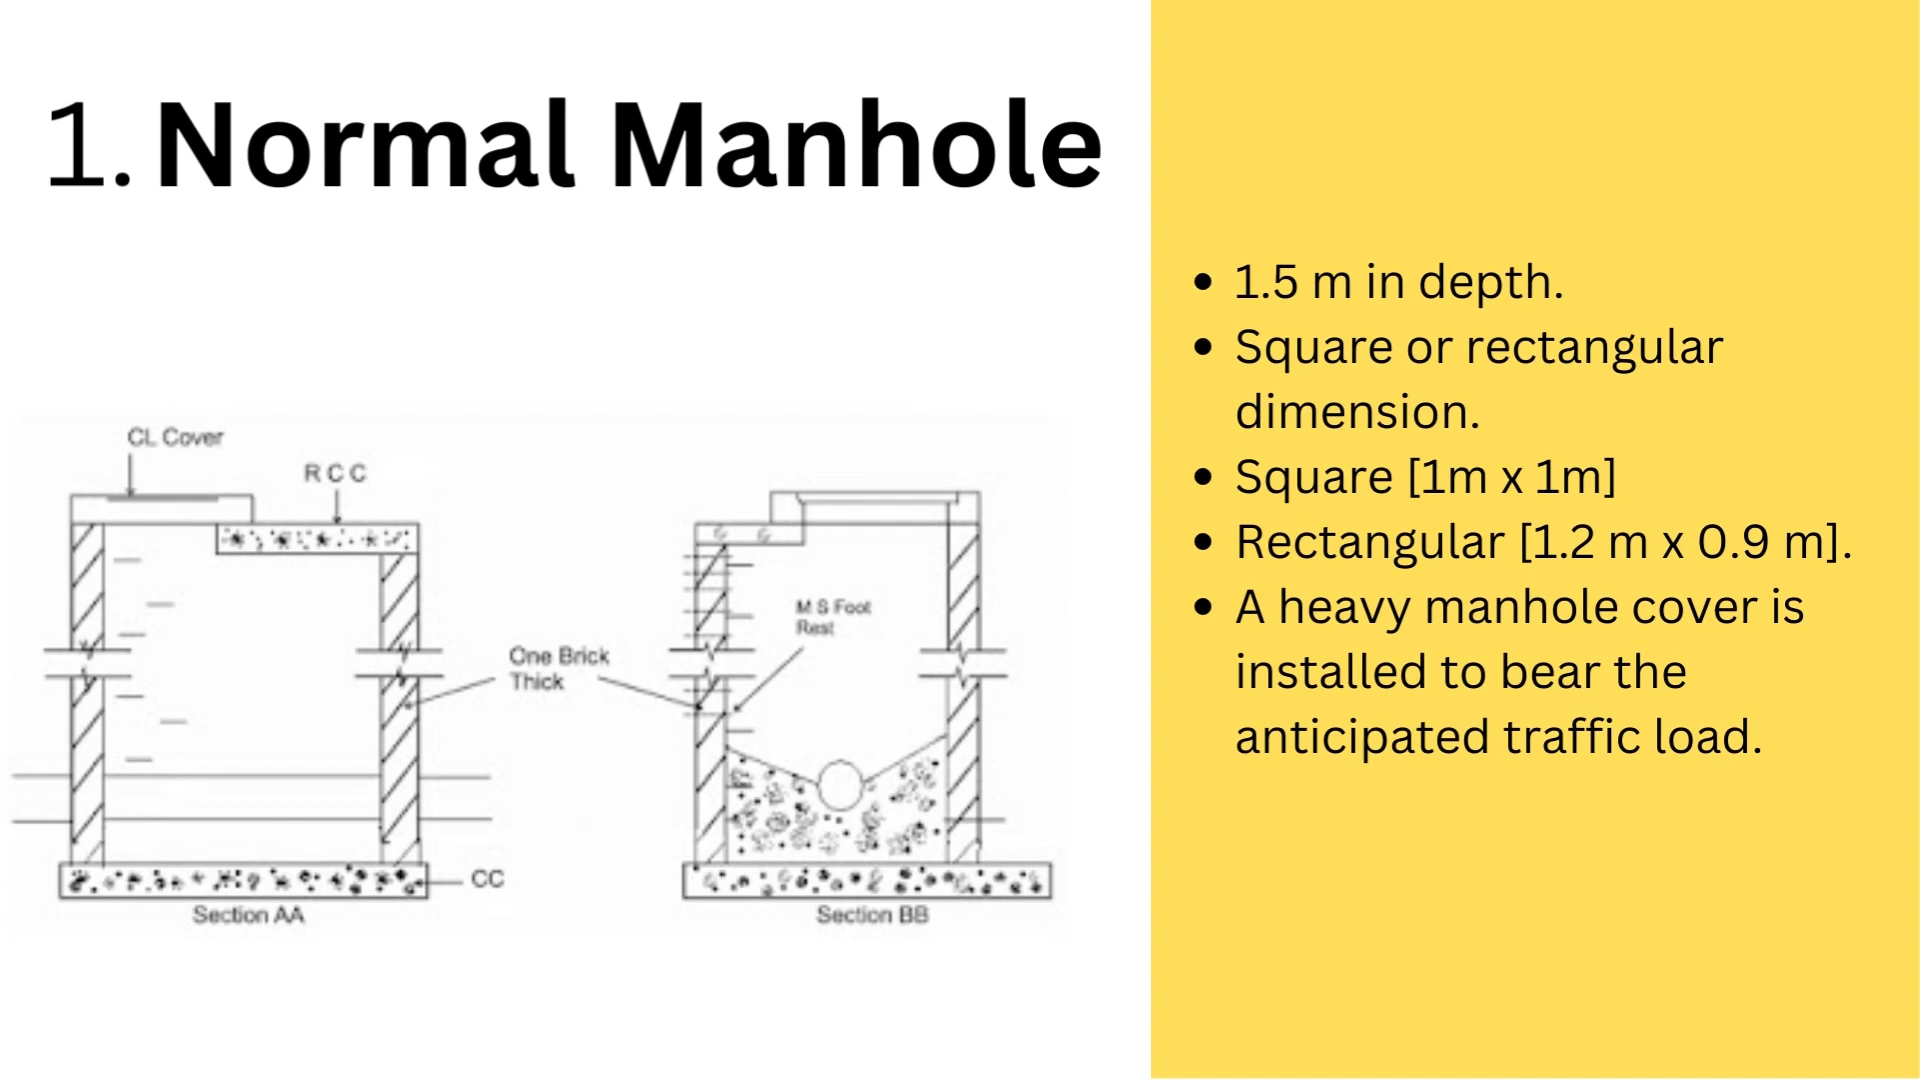 1. Normal Manhole
CL Cover
R C C
M S Foot
Rest
One Brick
Thick
CC
Section AA
Section BB
• 1.5 m in depth.
• Square or rectangular
dimension.
• Square [1m x 1m]
• Rectangular [1.2 m x 0.9 m].
• A heavy manhole cover is
installed to bear the
anticipated traffic load.